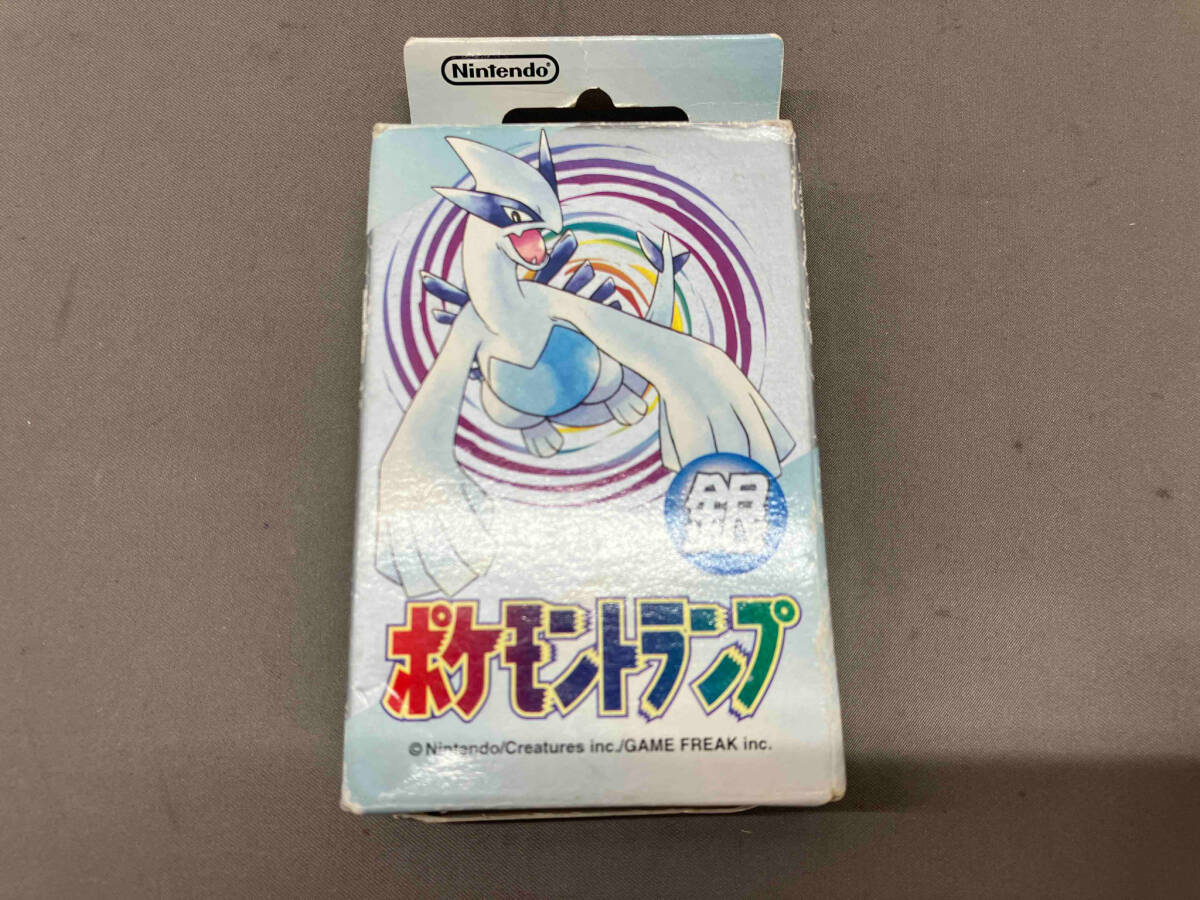 Nintendo®
銀
ポケモントランプ
©Nintendo/Creatures inc./GAME FREAK inc.